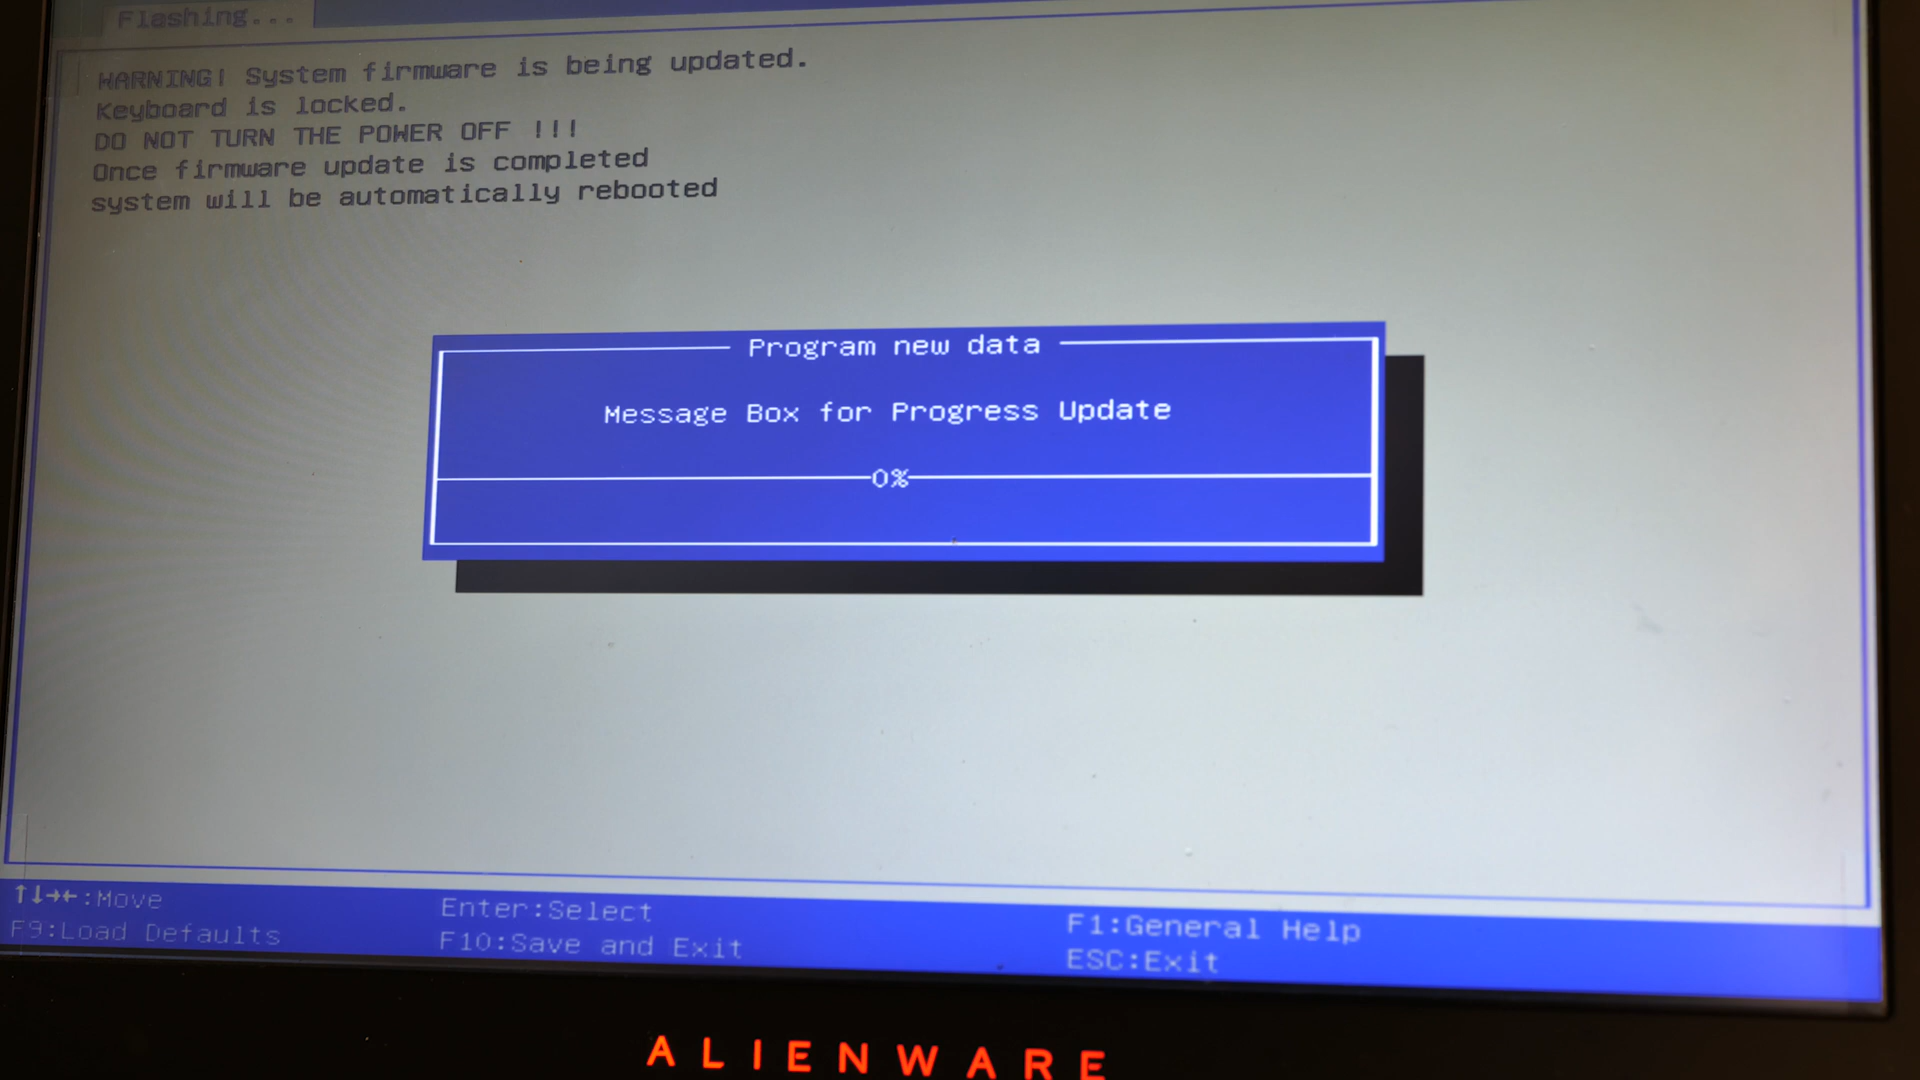 Flashing...
WARNING! System firmware is being updated.
Keyboard is locked.
DO NOT TURN THE POWER OFF !!!
Once firmware update is completed
system will be automatically rebooted
Program new data
Message Box for Progress Update
0%
↑↓→←:Move
Enter:Select
F1:General Help
F9:Load Defaults
F10:Save and Exit
ESC:Exit
ALIENWARE